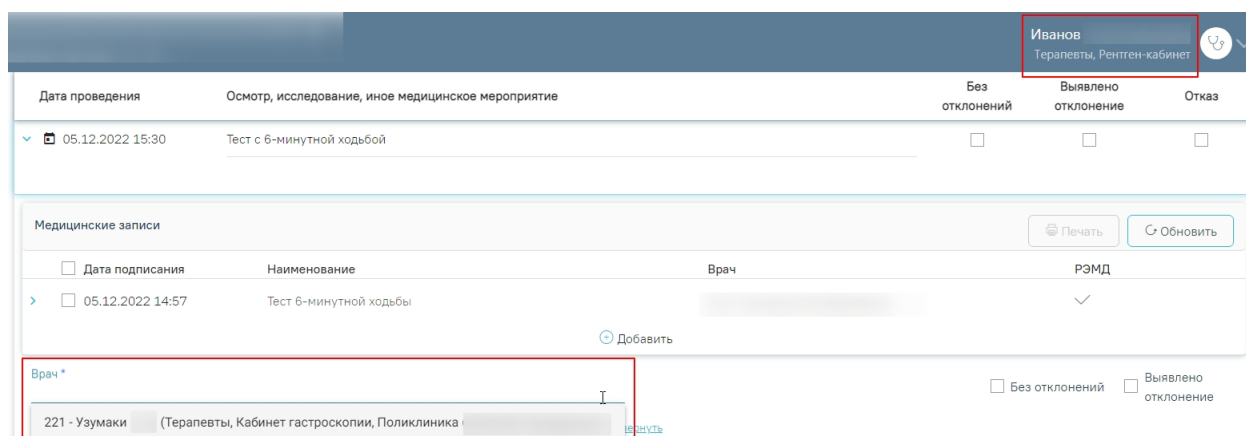 Иванов
Терапевты, Рентген-кабинет
Дата проведения Осмотр, исследование, иное медицинское мероприятие Без отклонений Выявлено отклонение Отказ
05.12.2022 15:30 Тест с 6-минутной ходьбой
Медицинские записи Печать Обновить
Дата подписания Наименование Врач РЭМД
05.12.2022 14:57 Тест 6-минутной ходьбы
Добавить
Врач *
Без отклонений Выявлено отклонение
221 - Узумаки (Терапевты, Кабинет гастроскопии, Поликлиника